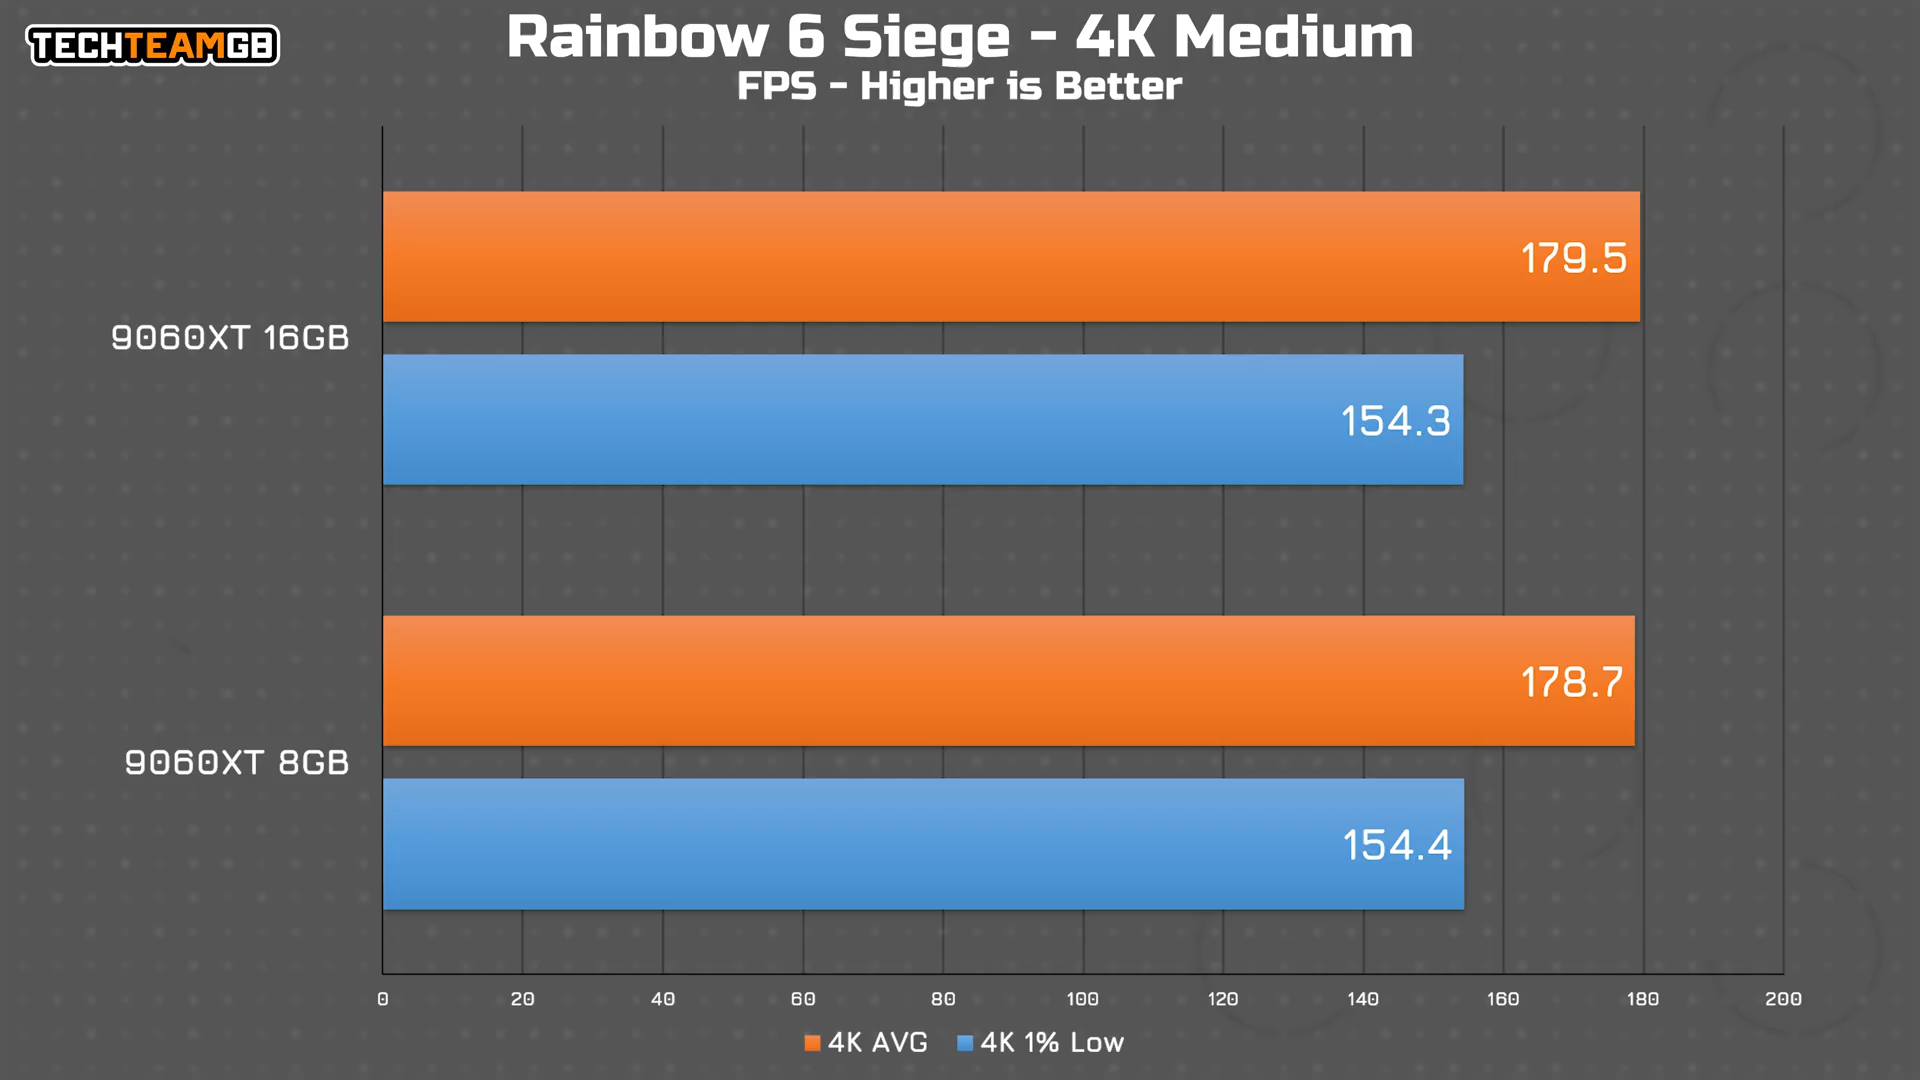 TECHTEAMGB
Rainbow 6 Siege - 4K Medium
FPS - Higher is Better
179.5
9060XT 16GB
154.3
178.7
9060XT 8GB
154.4
0 20 40 60 80 100 120 140 160 180 200
4K AVG 4K 1% Low